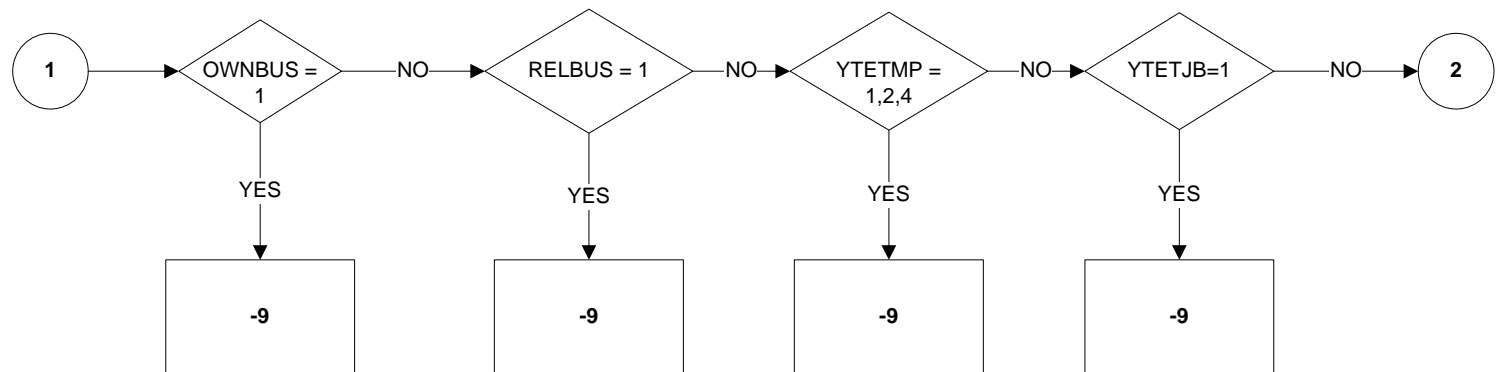 1
OWNBUS =
1
NO
RELBUS = 1
NO
YTETMP =
1,2,4
NO
YTETJB=1
NO
2
YES
YES
YES
YES
-9
-9
-9
-9